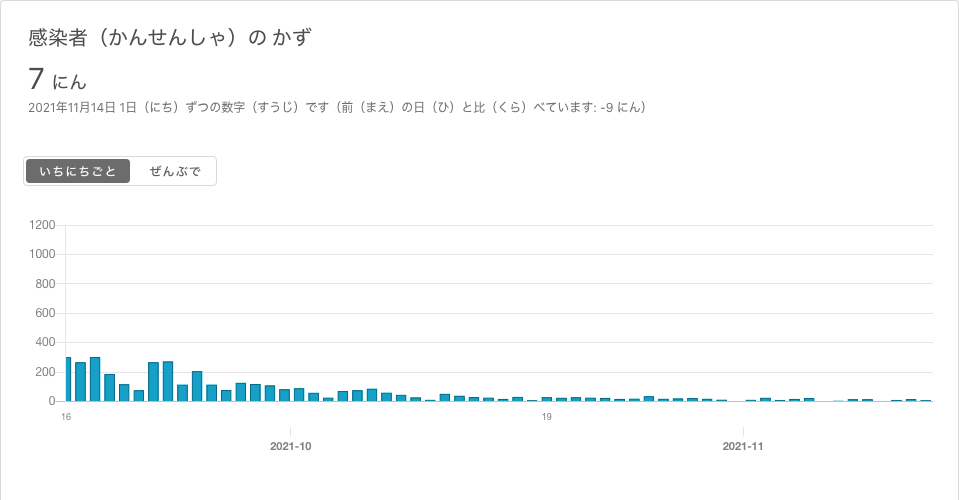 感染者（かんせんしゃ）の かず
7 にん
2021年11月14日 1日（にち）ずつの数字（すうじ）です（前（まえ）の日（ひ）と比（くら）べています: -9 にん）
いちにちごと ぜんぶで
1200
1000
800
600
400
200
0
16 19
2021-10 2021-11